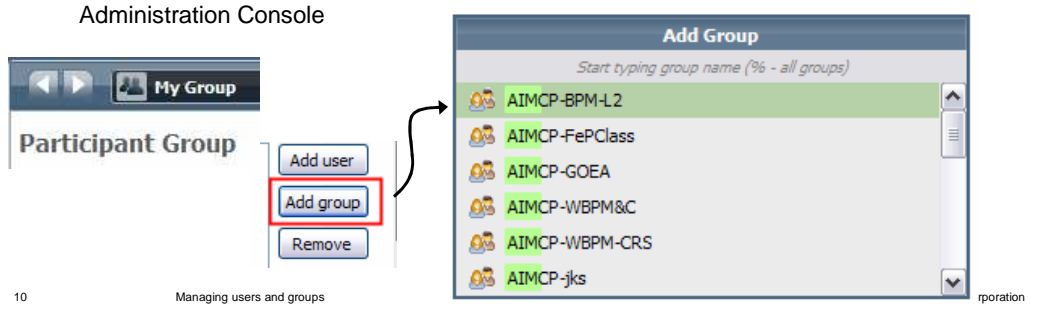 Administration Console
My Group
Participant Group
Add user
Add group
Remove
Add Group
Start typing group name (% - all groups)
AIMCP-BPM-L2
AIMCP-FePClass
AIMCP-GOEA
AIMCP-WBPM&C
AIMCP-WBPM-CRS
AIMCP-jks
10
Managing users and groups
rporation